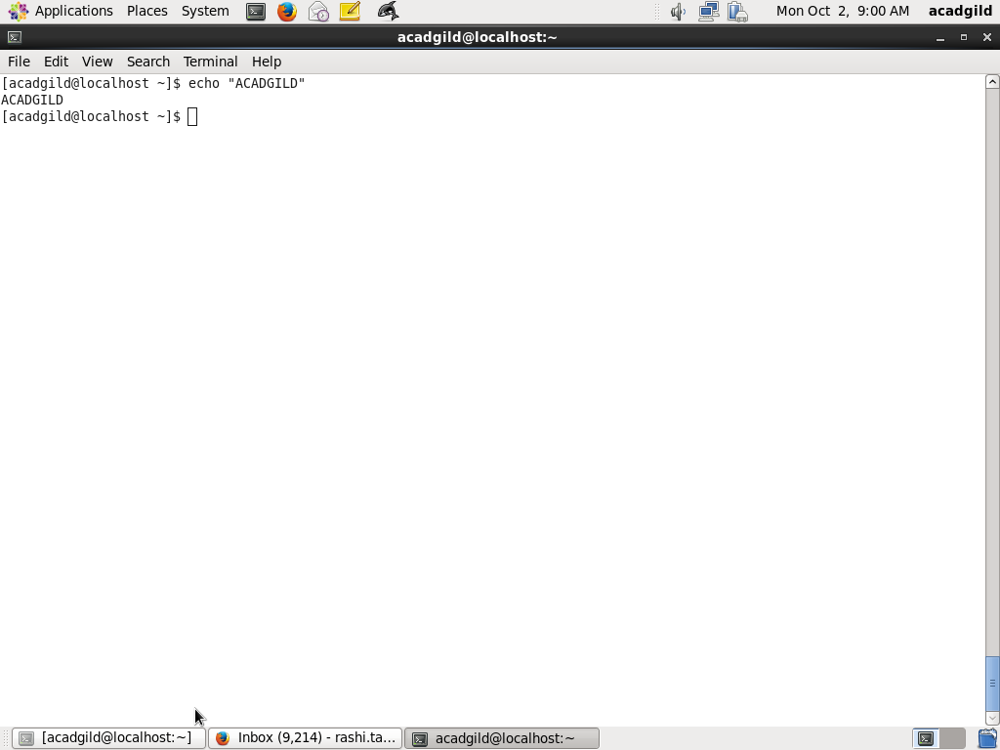 Applications Places System Mon Oct 2, 9:00 AM acadgild
acadgild@localhost:~
File Edit View Search Terminal Help
[acadgild@localhost ~]$ echo "ACADGILD"
ACADGILD
[acadgild@localhost ~]$
[acadgild@localhost:~] Inbox (9,214) - rashi.ta... acadgild@localhost:~